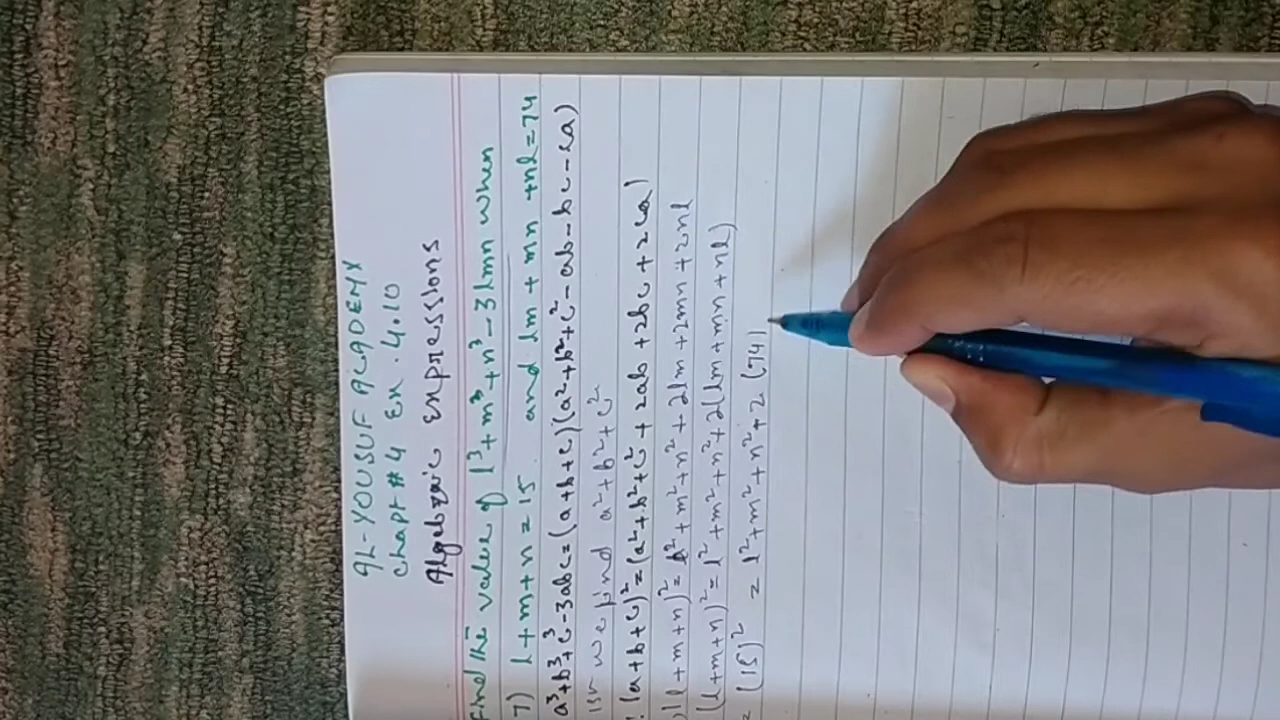 AL-YOUSUF ACADEMY
Chapt # 4 Ex. 4.10
Algebraic expressions
Find the value of l³+m³+n³-3lmn when
7) l+m+n=15 and lm+mn+nl=74
a³+b³+c³-3abc=(a+b+c)(a²+b²+c²-ab-bc-ca)
1st we find a²+b²+c²
: (a+b+c)²=(a²+b²+c²+2ab+2bc+2ca)
(l+m+n)²=l²+m²+n²+2lm+2mn+2nl
(l+m+n)²=l²+m²+n²+2(lm+mn+nl)
= (15)² = l²+m²+n²+2(74)